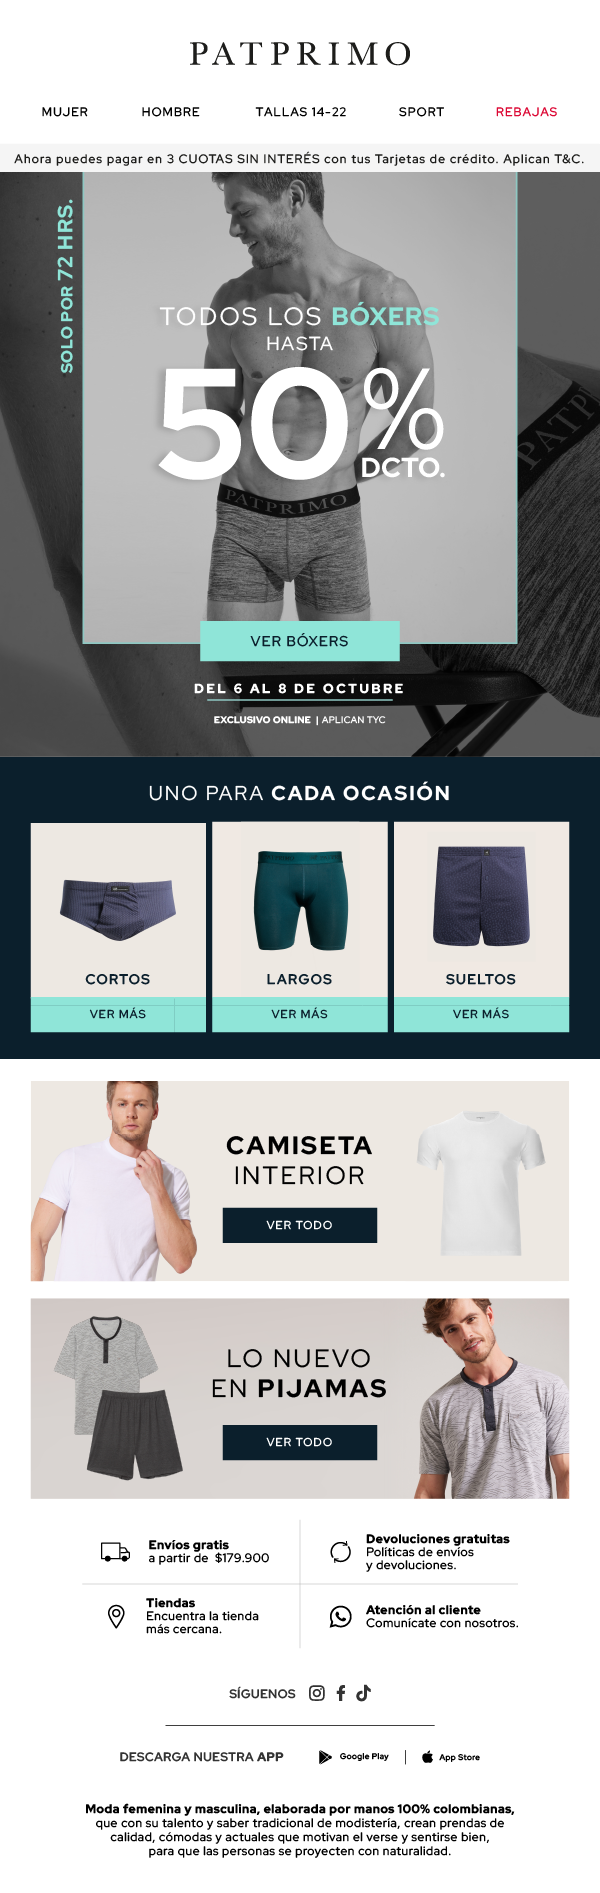 PATPRIMO
MUJER HOMBRE TALLAS 14-22 SPORT REBAJAS
Ahora puedes pagar en 3 CUOTAS SIN INTERÉS con tus Tarjetas de crédito. Aplican T&C.
SOLO POR 72 HRS.
TODOS LOS BÓXERS
HASTA
50%
DCTO.
PATPRIMO
PATPRIMO
VER BÓXERS
DEL 6 AL 8 DE OCTUBRE
EXCLUSIVO ONLINE | APLICAN TYC
UNO PARA CADA OCASIÓN
CORTOS
VER MÁS
LARGOS
VER MÁS
SUELTOS
VER MÁS
CAMISETA
INTERIOR
VER TODO
LO NUEVO
EN PIJAMAS
VER TODO
Envíos gratis
a partir de $179.900
Devoluciones gratuitas
Políticas de envíos
y devoluciones.
Tiendas
Encuentra la tienda
más cercana.
Atención al cliente
Comunícate con nosotros.
SÍGUENOS
DESCARGA NUESTRA APP Google Play | App Store
Moda femenina y masculina, elaborada por manos 100% colombianas,
que con su talento y saber tradicional de modistería, crean prendas de
calidad, cómodas y actuales que motivan el verse y sentirse bien,
para que las personas se proyecten con naturalidad.